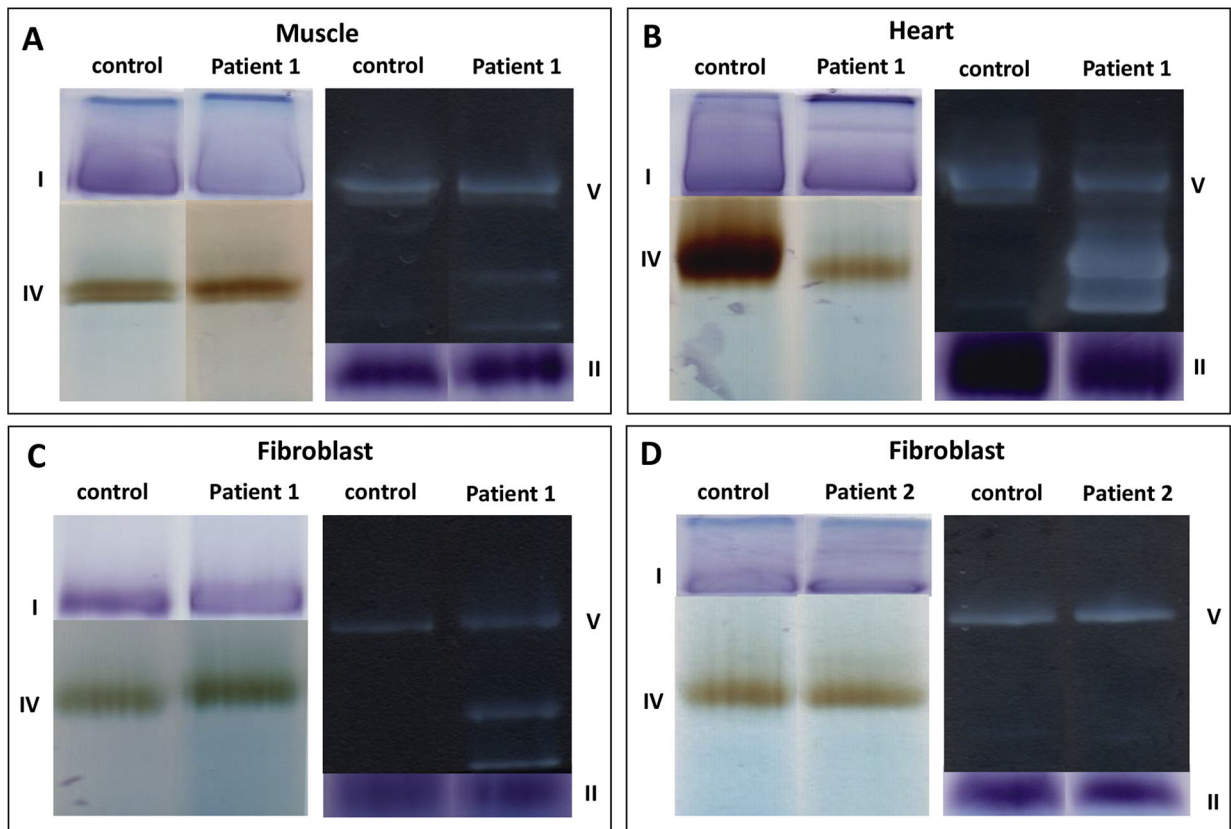 A
Muscle
control Patient 1 control Patient 1
I
V
IV
II
B
Heart
control Patient 1 control Patient 1
I
V
IV
II
C
Fibroblast
control Patient 1 control Patient 1
I
V
IV
II
D
Fibroblast
control Patient 2 control Patient 2
I
V
IV
II